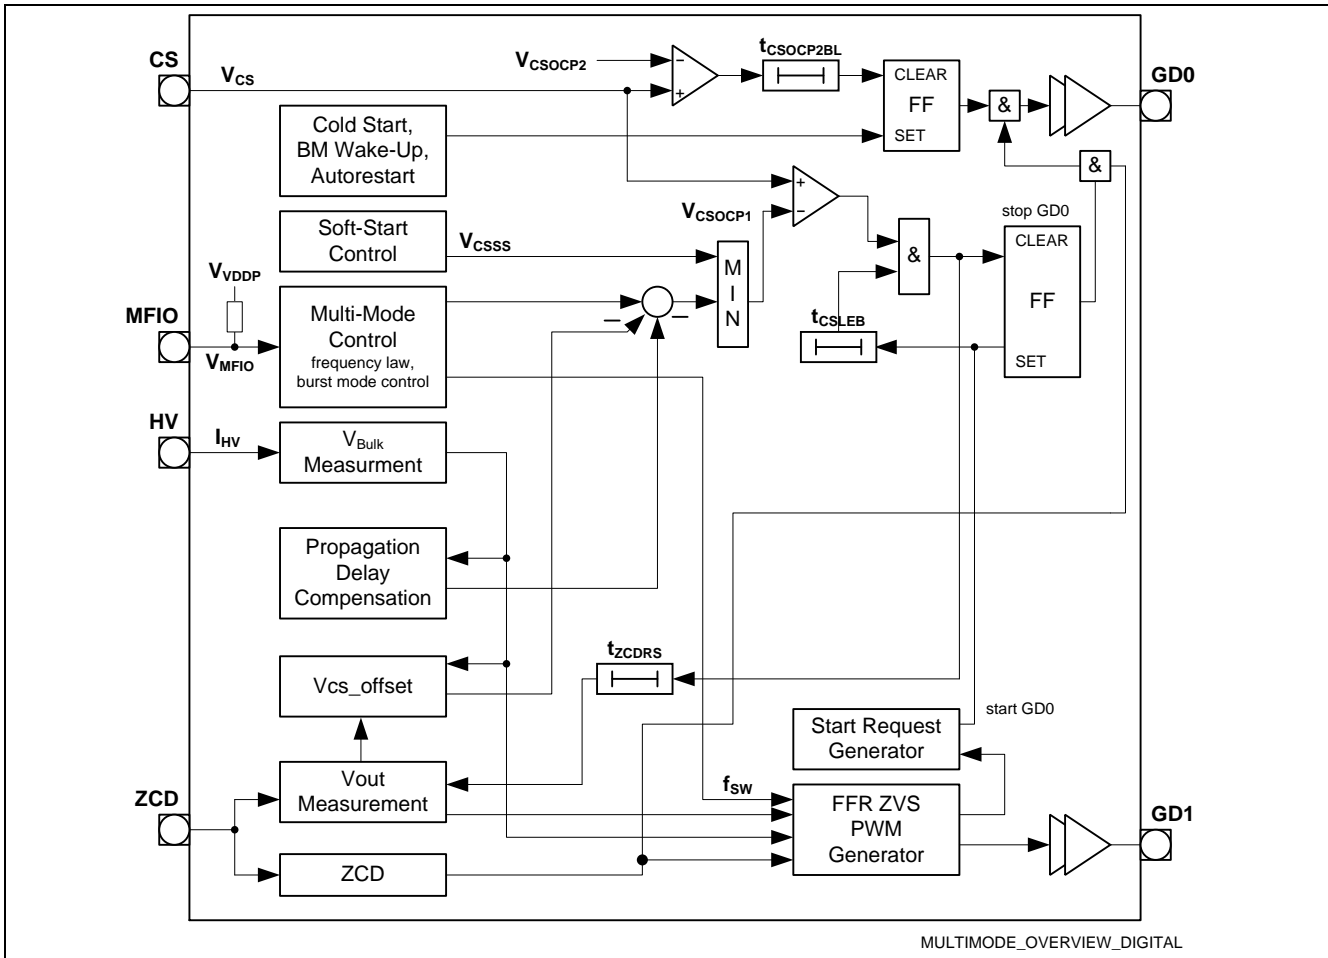 CS
V_CS
V_CSOCP2
−
+
t_CSOCP2BL
CLEAR
FF
SET
&
GD0
Cold Start,
BM Wake-Up,
Autorestart
&
+
−
V_CSOCP1
Soft-Start
Control
V_CSSS
MIN
&
stop GD0
CLEAR
FF
SET
V_VDDP
MFIO
V_MFIO
Multi-Mode
Control
frequency law,
burst mode control
−
−
t_CSLEB
HV
I_HV
V_Bulk
Measurment
Propagation
Delay
Compensation
t_ZCDRS
Vcs_offset
start GD0
Start Request
Generator
ZCD
Vout
Measurement
f_SW
FFR ZVS
PWM
Generator
GD1
ZCD
MULTIMODE_OVERVIEW_DIGITAL